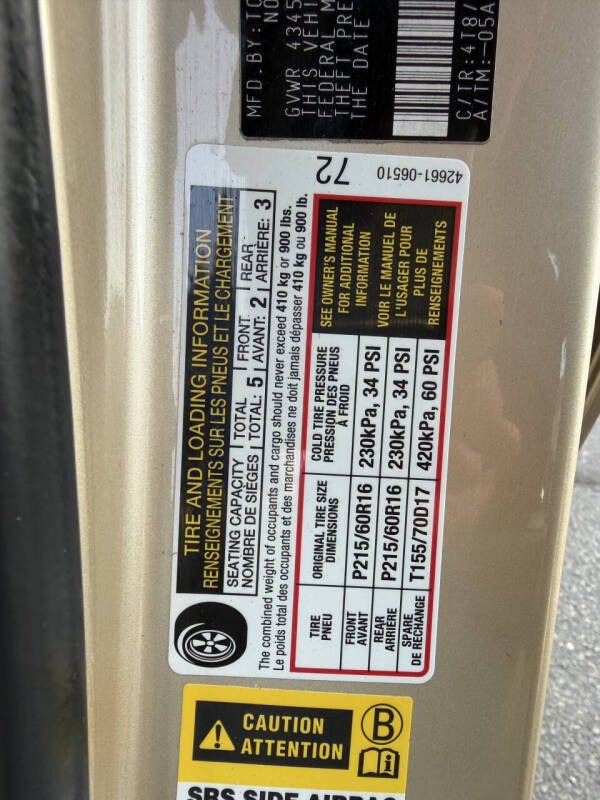 MFD.BY:TO
NO
GVWR 4345
THIS VEHI
FEDERAL M
THEFT PRE
THE DATE
C/TR:4T8/
A/TM:-05A
TIRE AND LOADING INFORMATION
RENSEIGNEMENTS SUR LES PNEUS ET LE CHARGEMENT
SEATING CAPACITY TOTAL FRONT REAR
NOMBRE DE SIÈGES TOTAL: 5 AVANT: 2 ARRIÈRE: 3
The combined weight of occupants and cargo should never exceed 410 kg or 900 lbs.
Le poids total des occupants et des marchandises ne doit jamais dépasser 410 kg ou 900 lb.
TIRE
PNEU
ORIGINAL TIRE SIZE
DIMENSIONS
COLD TIRE PRESSURE
PRESSION DES PNEUS
À FROID
FRONT
AVANT
P215/60R16
230kPa, 34 PSI
REAR
ARRIÈRE
P215/60R16
230kPa, 34 PSI
SPARE
DE RECHANGE
T155/70D17
420kPa, 60 PSI
SEE OWNER'S MANUAL
FOR ADDITIONAL
INFORMATION
VOIR LE MANUEL DE
L'USAGER POUR
PLUS DE
RENSEIGNEMENTS
72
42661-06510
CAUTION
ATTENTION
B
i
SRS SIDE AIRBAG